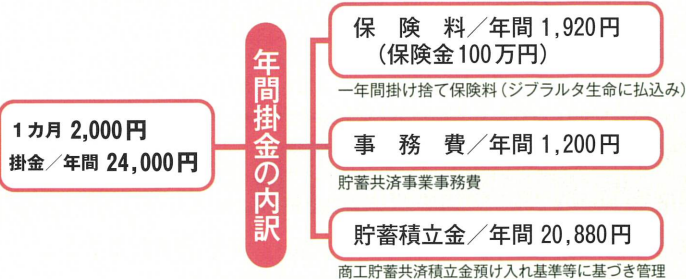 1カ月 2,000円
掛金／年間 24,000円
年間掛金の内訳
保険料／年間 1,920円
（保険金100万円）
一年間掛け捨て保険料（ジブラルタ生命に払込み）
事務費／年間 1,200円
貯蓄共済事業事務費
貯蓄積立金／年間 20,880円
商工貯蓄共済積立金預け入れ基準等に基づき管理